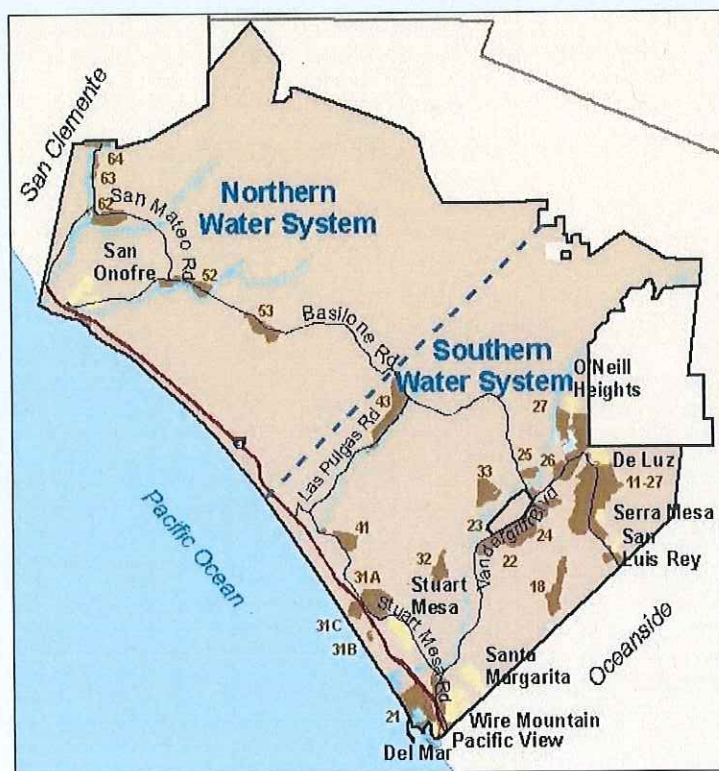 San Clemente
64
63
62
San Mateo Rd
Northern
Water System
San
Onofre
52
53
Basilone Rd
Southern
Water System
O'Neill
Heights
43
Las Pulgas Rd
27
De Luz
25
26
33
11-27
Serra Mesa
23
Vandegrift Blvd
24
San
Luis Rey
22
41
32
18
Stuart
Mesa
31A
31C
31B
Stuart Mesa Rd
Santa
Margarita
Oceanside
Pacific Ocean
21
Wire Mountain
Pacific View
Del Mar